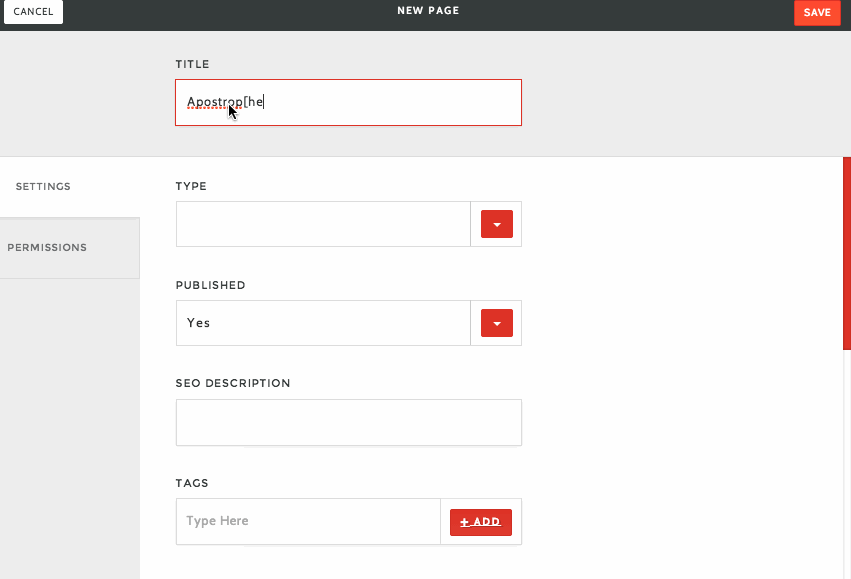 CANCEL
NEW PAGE
SAVE
TITLE
Apostrop[he
SETTINGS
PERMISSIONS
TYPE
PUBLISHED
Yes
SEO DESCRIPTION
TAGS
Type Here
+ ADD